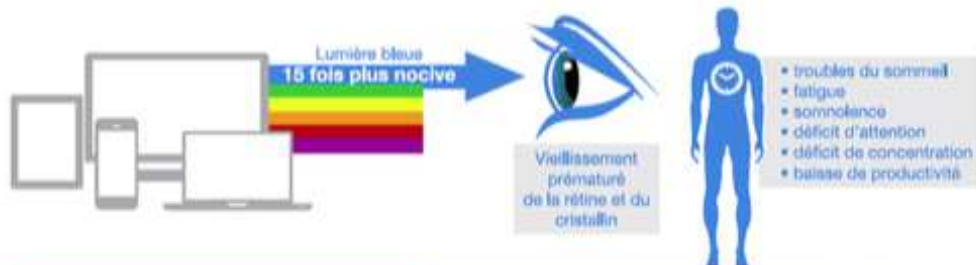 Lumière bleue
15 fois plus nocive
Vieillissement
prématuré
de la rétine et du
cristallin
• troubles du sommeil
• fatigue
• somnolence
• déficit d'attention
• déficit de concentration
• baisse de productivité